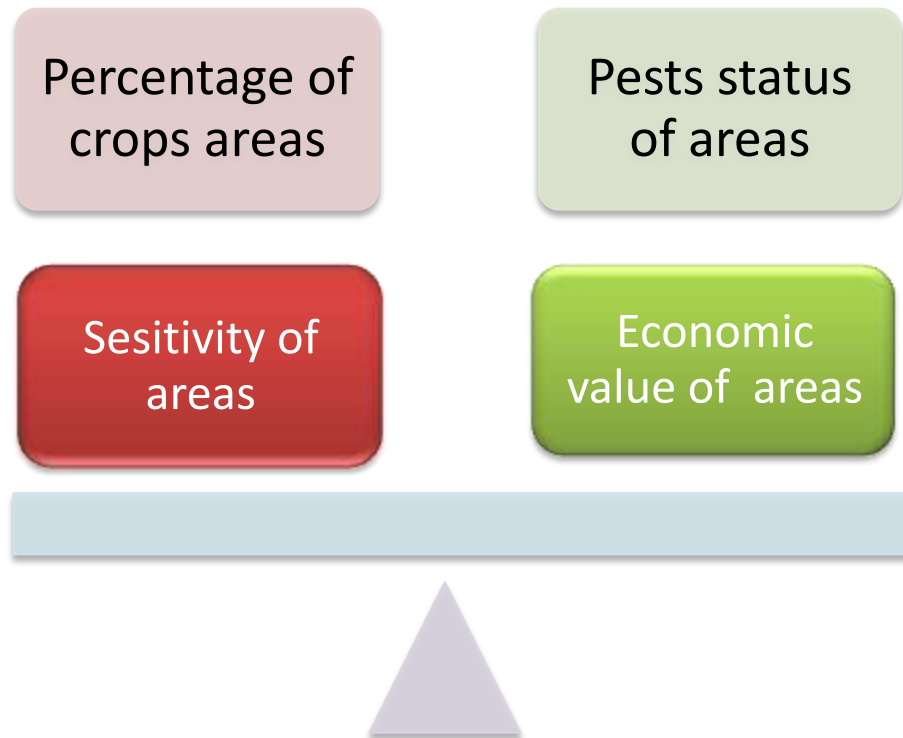 Percentage of
crops areas
Pests status
of areas
Sesitivity of
areas
Economic
value of  areas